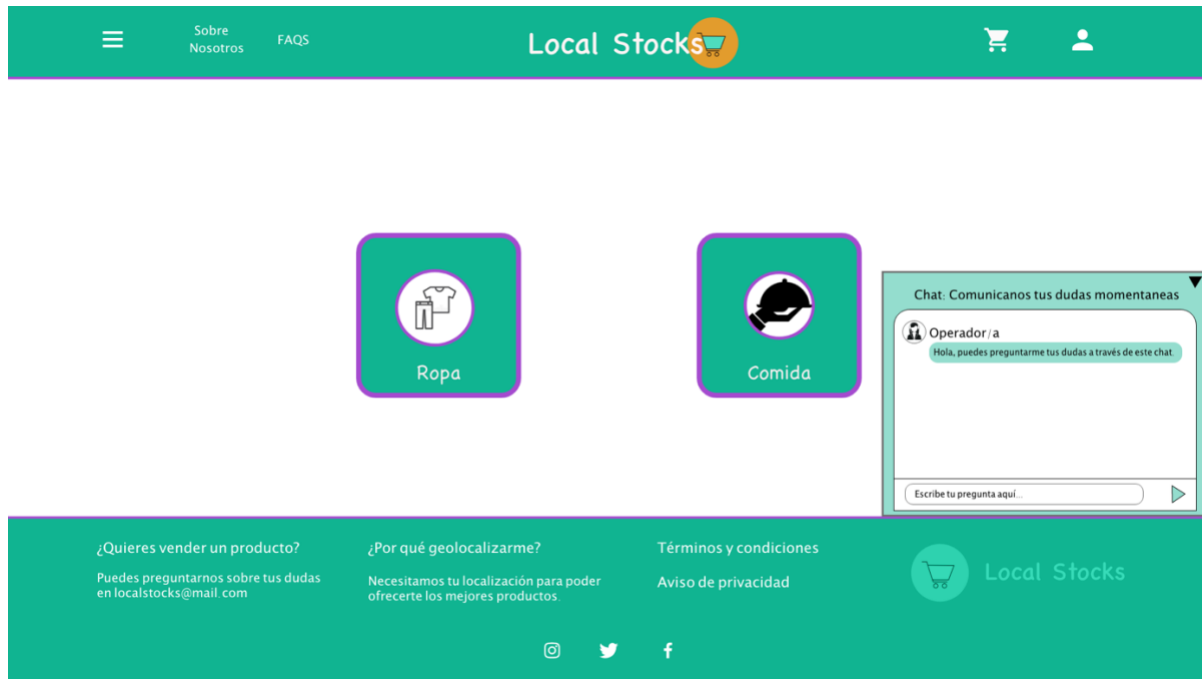 Sobre
Nosotros
FAQS
Local Stocks
Ropa
Comida
Chat: Comunicanos tus dudas momentaneas
Operador/a
Hola, puedes preguntarme tus dudas a través de este chat.
Escribe tu pregunta aquí...
¿Quieres vender un producto?
Puedes preguntarnos sobre tus dudas
en localstocks@mail.com
¿Por qué geolocalizarme?
Necesitamos tu localización para poder
ofrecerte los mejores productos.
Términos y condiciones
Aviso de privacidad
Local Stocks